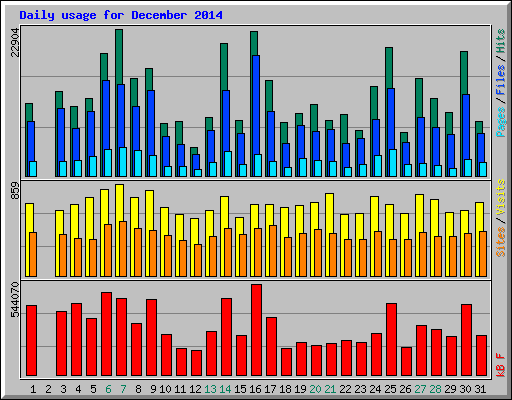 Daily usage for December 2014
22904
Pages / Files / Hits
859
Sites / Visits
544070
kB F
1 2 3 4 5 6 7 8 9 10 11 12 13 14 15 16 17 18 19 20 21 22 23 24 25 26 27 28 29 30 31